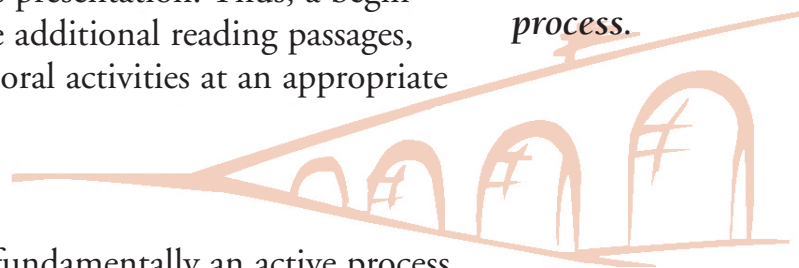 presentation. Thus, a begin
additional reading passages,
oral activities at an appropriate
fundamentally an active process
process.